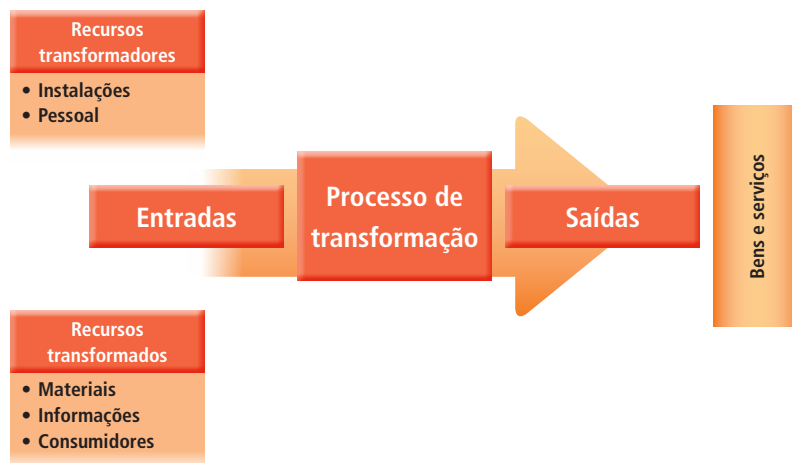 Recursos
transformadores
• Instalações
• Pessoal
Entradas
Processo de
transformação
Saídas
Bens e serviços
Recursos
transformados
• Materiais
• Informações
• Consumidores